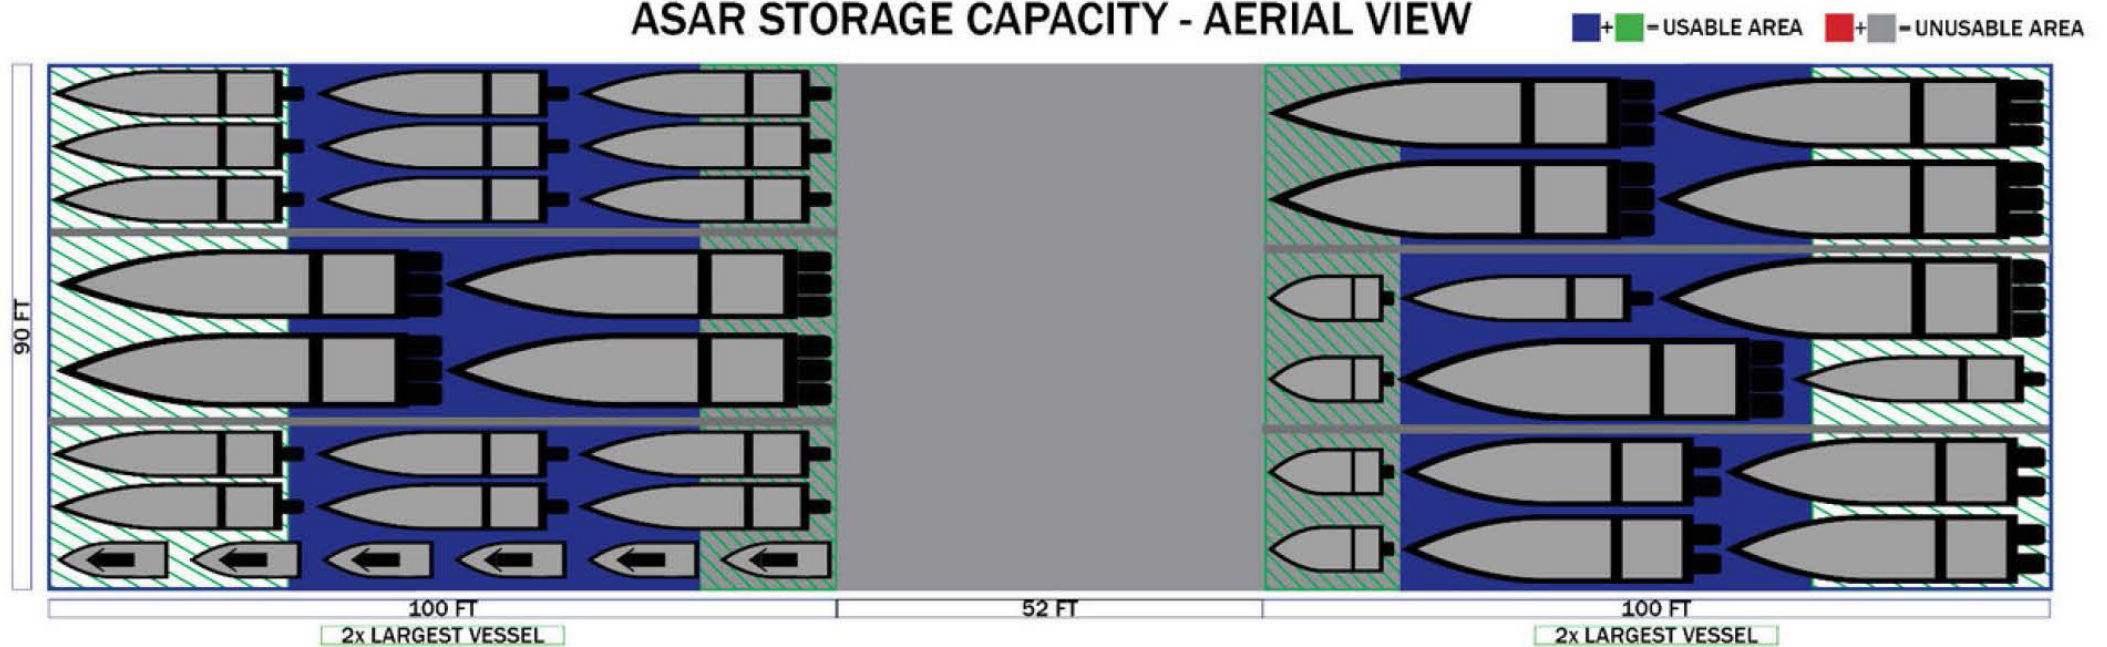 ASAR STORAGE CAPACITY - AERIAL VIEW
+ = USABLE AREA + = UNUSABLE AREA
90 FT
100 FT 52 FT 100 FT
2x LARGEST VESSEL 2x LARGEST VESSEL